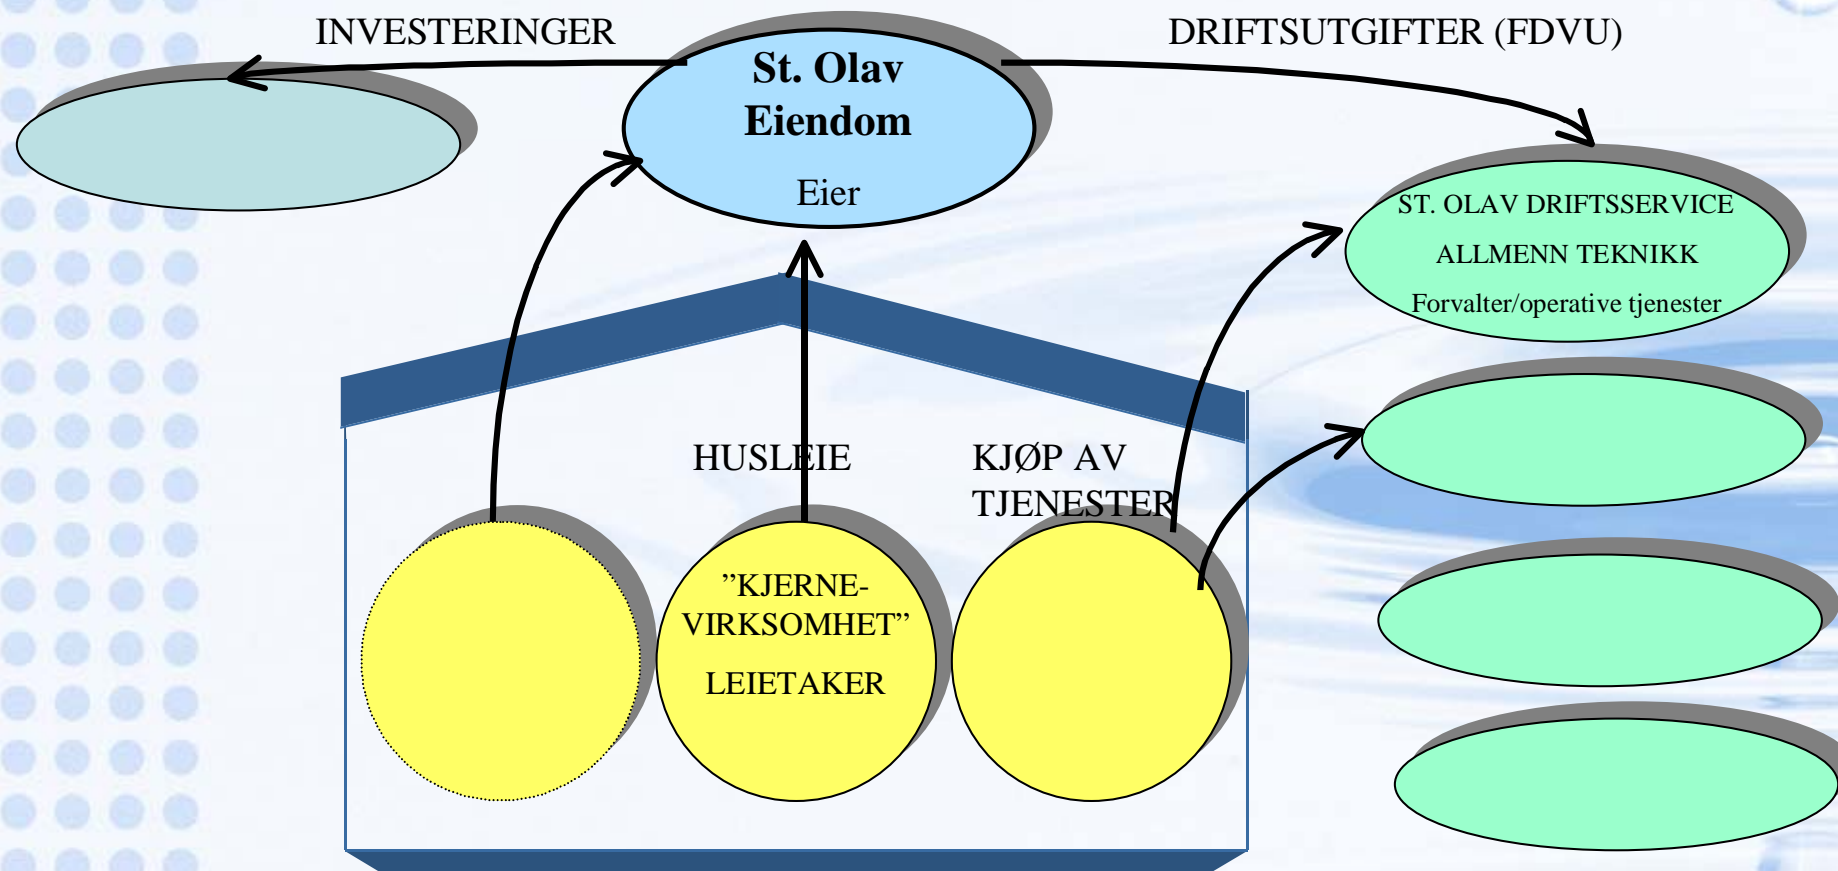 INVESTERINGER
DRIFTSUTGIFTER (FDVU)
St. Olav
Eiendom
Eier
ST. OLAV DRIFTSSERVICE
ALLMENN TEKNIKK
Forvalter/operative tjenester
HUSLEIE
KJØP AV
TJENESTER
”KJERNE-
VIRKSOMHET”
LEIETAKER